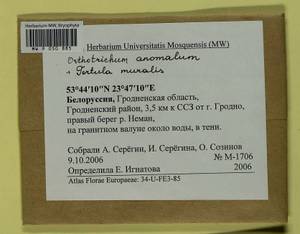 Herbarium MW, Bryophyta
MW 9 050 885
Herbarium Universitatis Mosquensis (MW)
Orthotrichum anomalum
+ Tortula muralis
53°44'10"N 23°47'10"E
Белоруссия, Гродненская область,
Гродненский район, 3,5 км к ССЗ от г. Гродно,
правый берег р. Неман,
на гранитном валуне около воды, в тени.
Собрали А. Серёгин, И. Серёгина, О. Созинов
9.10.2006 № М-1706
Определила Е. Игнатова 2006
Atlas Florae Europaeae: 34-U-FE3-85